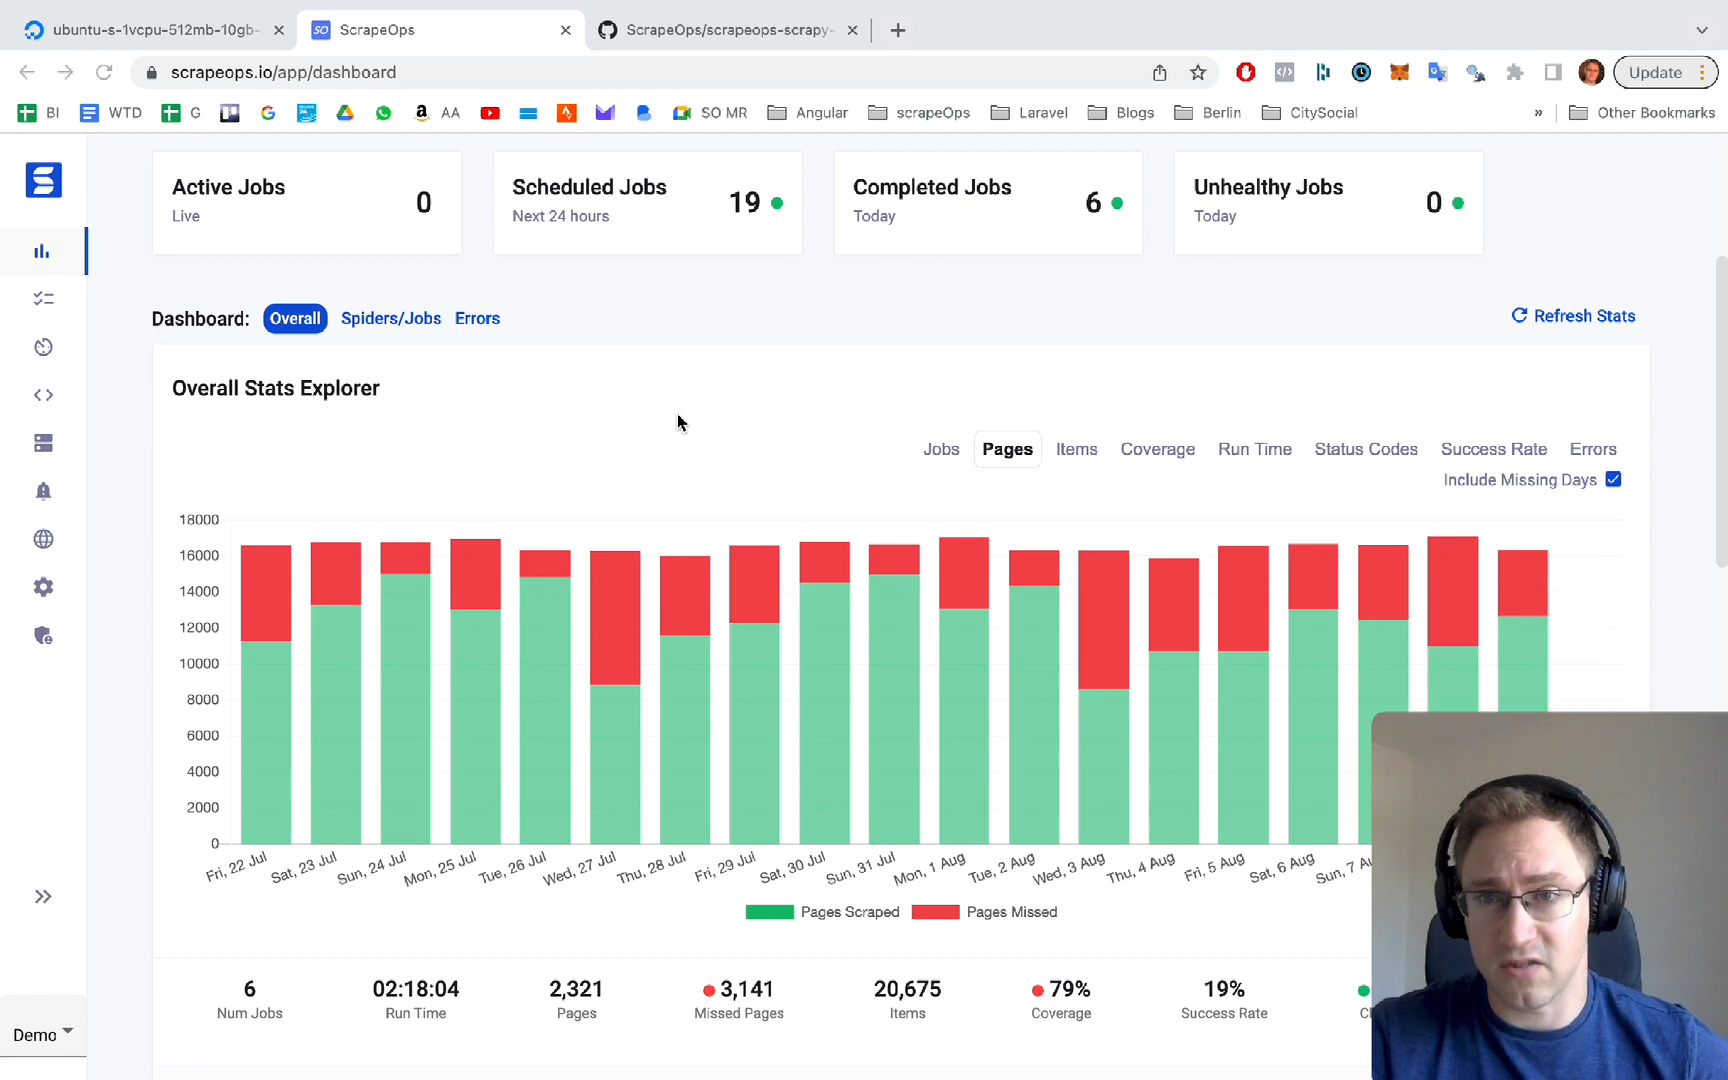 ubuntu-s-1vcpu-512mb-10gb-
ScrapeOps
ScrapeOps/scrapeops-scrapy-
scrapeops.io/app/dashboard
Update
BI
WTD
G
AA
SO MR
Angular
scrapeOps
Laravel
Blogs
Berlin
CitySocial
»
Other Bookmarks
Active Jobs
Live
0
Scheduled Jobs
Next 24 hours
19
Completed Jobs
Today
6
Unhealthy Jobs
Today
0
Dashboard: Overall Spiders/Jobs Errors
Refresh Stats
Overall Stats Explorer
Jobs Pages Items Coverage Run Time Status Codes Success Rate Errors
Include Missing Days
18000
16000
14000
12000
10000
8000
6000
4000
2000
0
Fri, 22 Jul
Sat, 23 Jul
Sun, 24 Jul
Mon, 25 Jul
Tue, 26 Jul
Wed, 27 Jul
Thu, 28 Jul
Fri, 29 Jul
Sat, 30 Jul
Sun, 31 Jul
Mon, 1 Aug
Tue, 2 Aug
Wed, 3 Aug
Thu, 4 Aug
Fri, 5 Aug
Sat, 6 Aug
Sun, 7
Pages Scraped
Pages Missed
6
Num Jobs
02:18:04
Run Time
2,321
Pages
3,141
Missed Pages
20,675
Items
79%
Coverage
19%
Success Rate
Demo